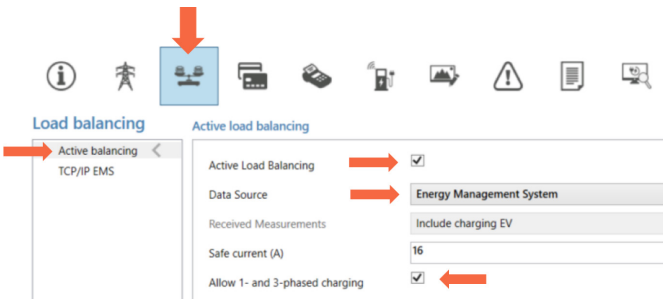 Load balancing
Active balancing
TCP/IP EMS
Active load balancing
Active Load Balancing
Data Source Energy Management System
Received Measurements Include charging EV
Safe current (A) 16
Allow 1- and 3-phased charging